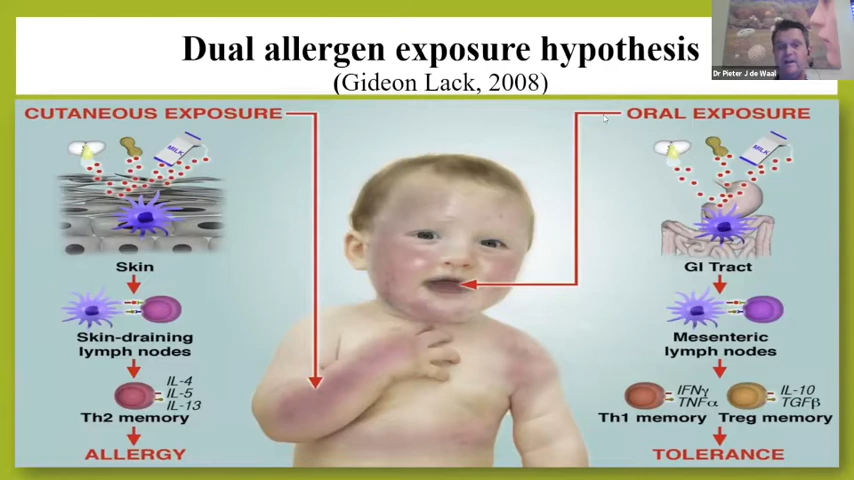 Dual allergen exposure hypothesis
(Gideon Lack, 2008)
Dr Pieter J de Waal
CUTANEOUS EXPOSURE
MILK
Skin
Skin-draining
lymph nodes
IL-4
IL-5
IL-13
Th2 memory
ALLERGY
ORAL EXPOSURE
MILK
GI Tract
Mesenteric
lymph nodes
IFNγ
TNFα
Th1 memory
IL-10
TGFβ
Treg memory
TOLERANCE